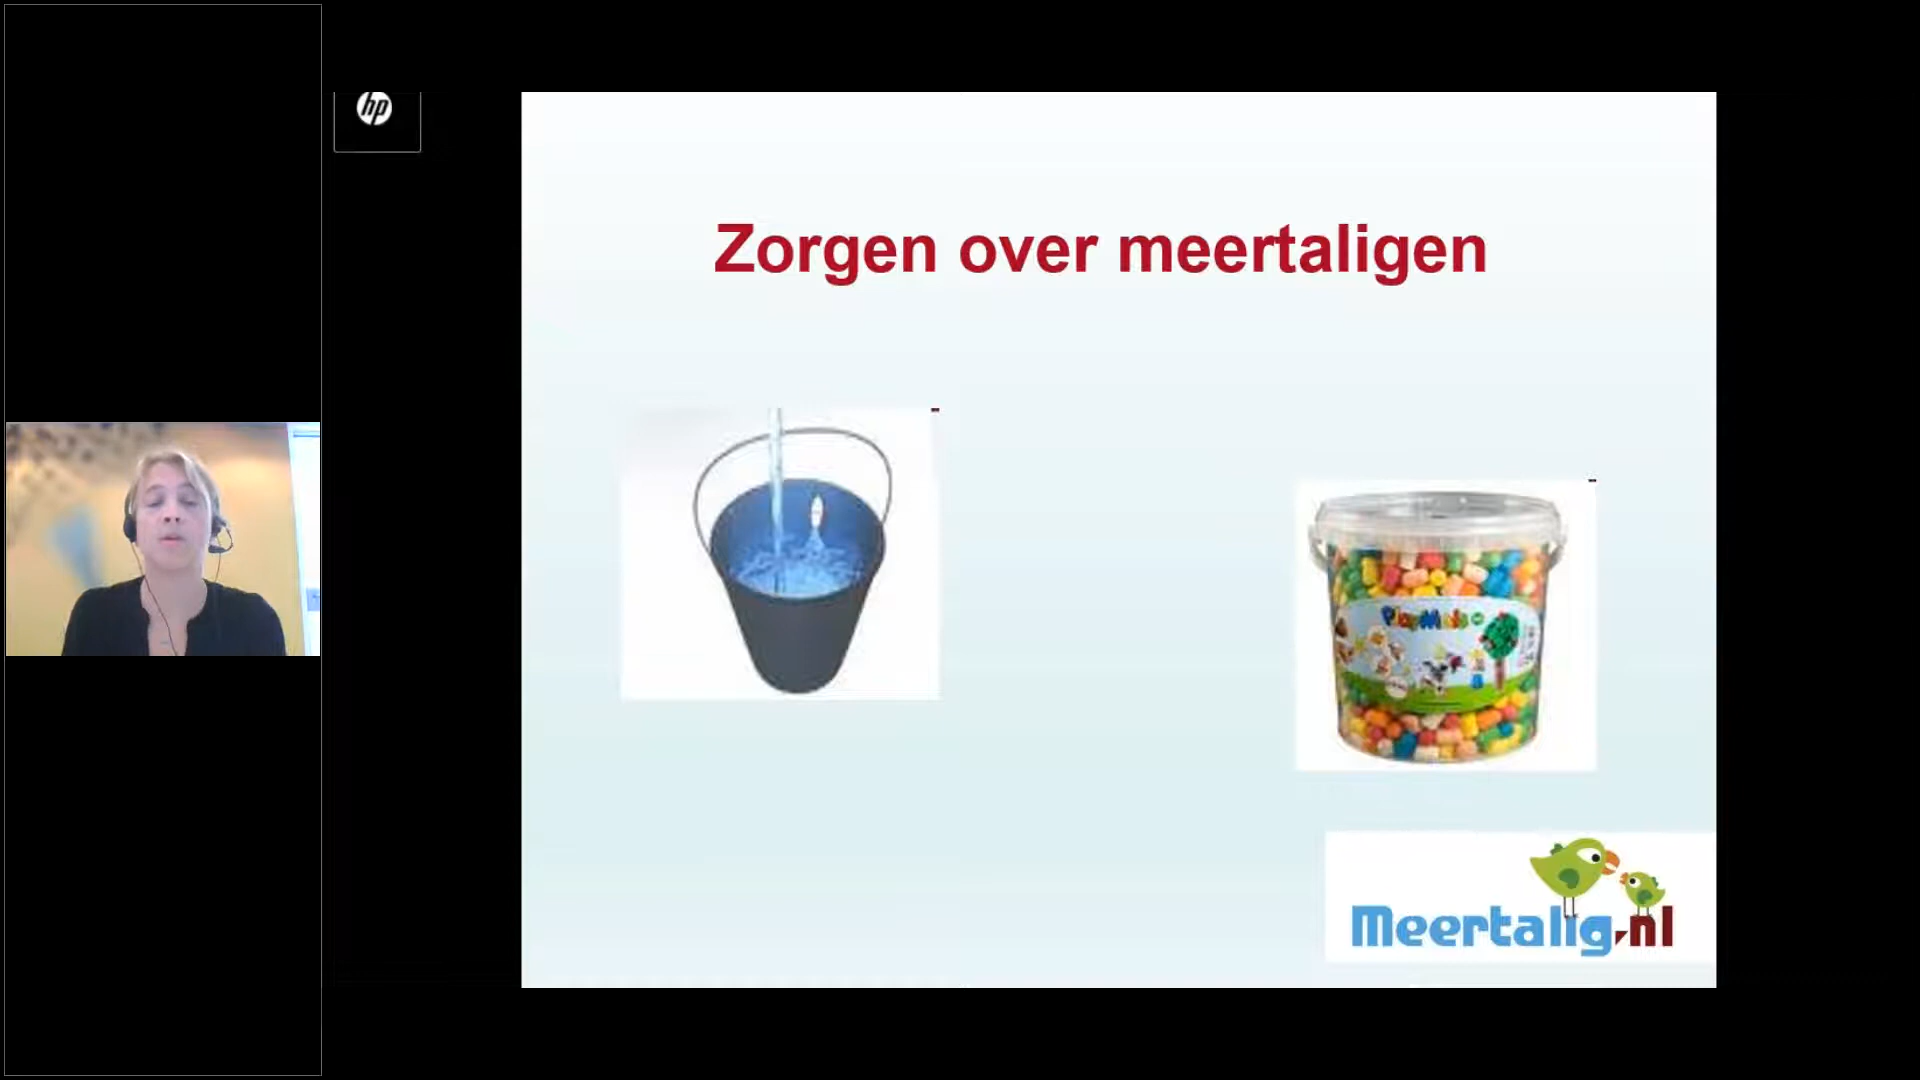 hp
Zorgen over meertaligen
PlayMais
Meertalig.nl